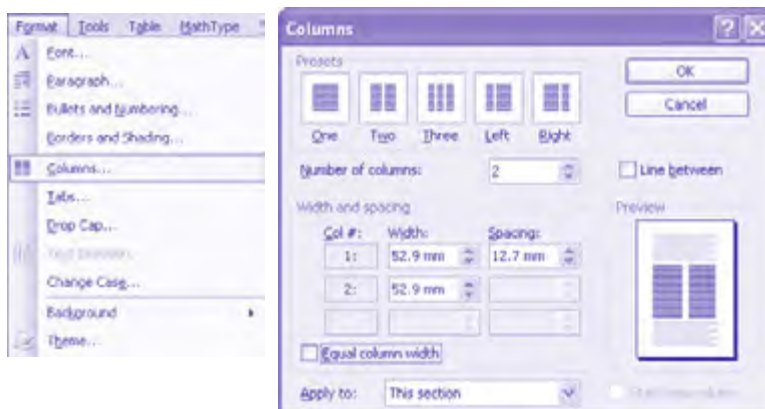 Format Tools Table MathType
Font...
Paragraph...
Bullets and Numbering...
Borders and Shading...
Columns...
Tabs...
Drop Cap...
Text Direction...
Change Case...
Background
Theme...
Columns
Presets
OK
Cancel
One Two Three Left Right
Number of columns: 2
Line between
Width and spacing
Preview
Col #: Width: Spacing:
1: 52.9 mm 12.7 mm
2: 52.9 mm
Equal column width
Apply to: This section